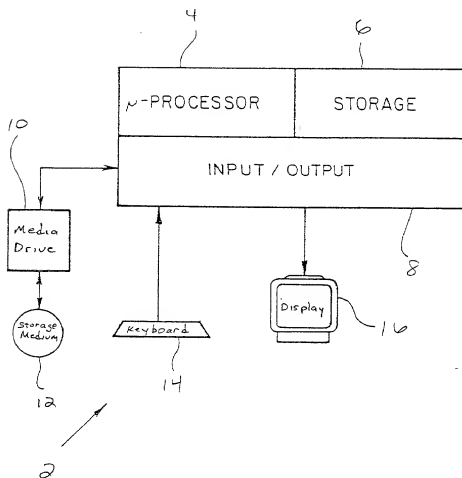 4
6
μ-PROCESSOR
STORAGE
10
INPUT / OUTPUT
Media
Drive
8
Display
Storage
Medium
Keyboard
16
14
12
2